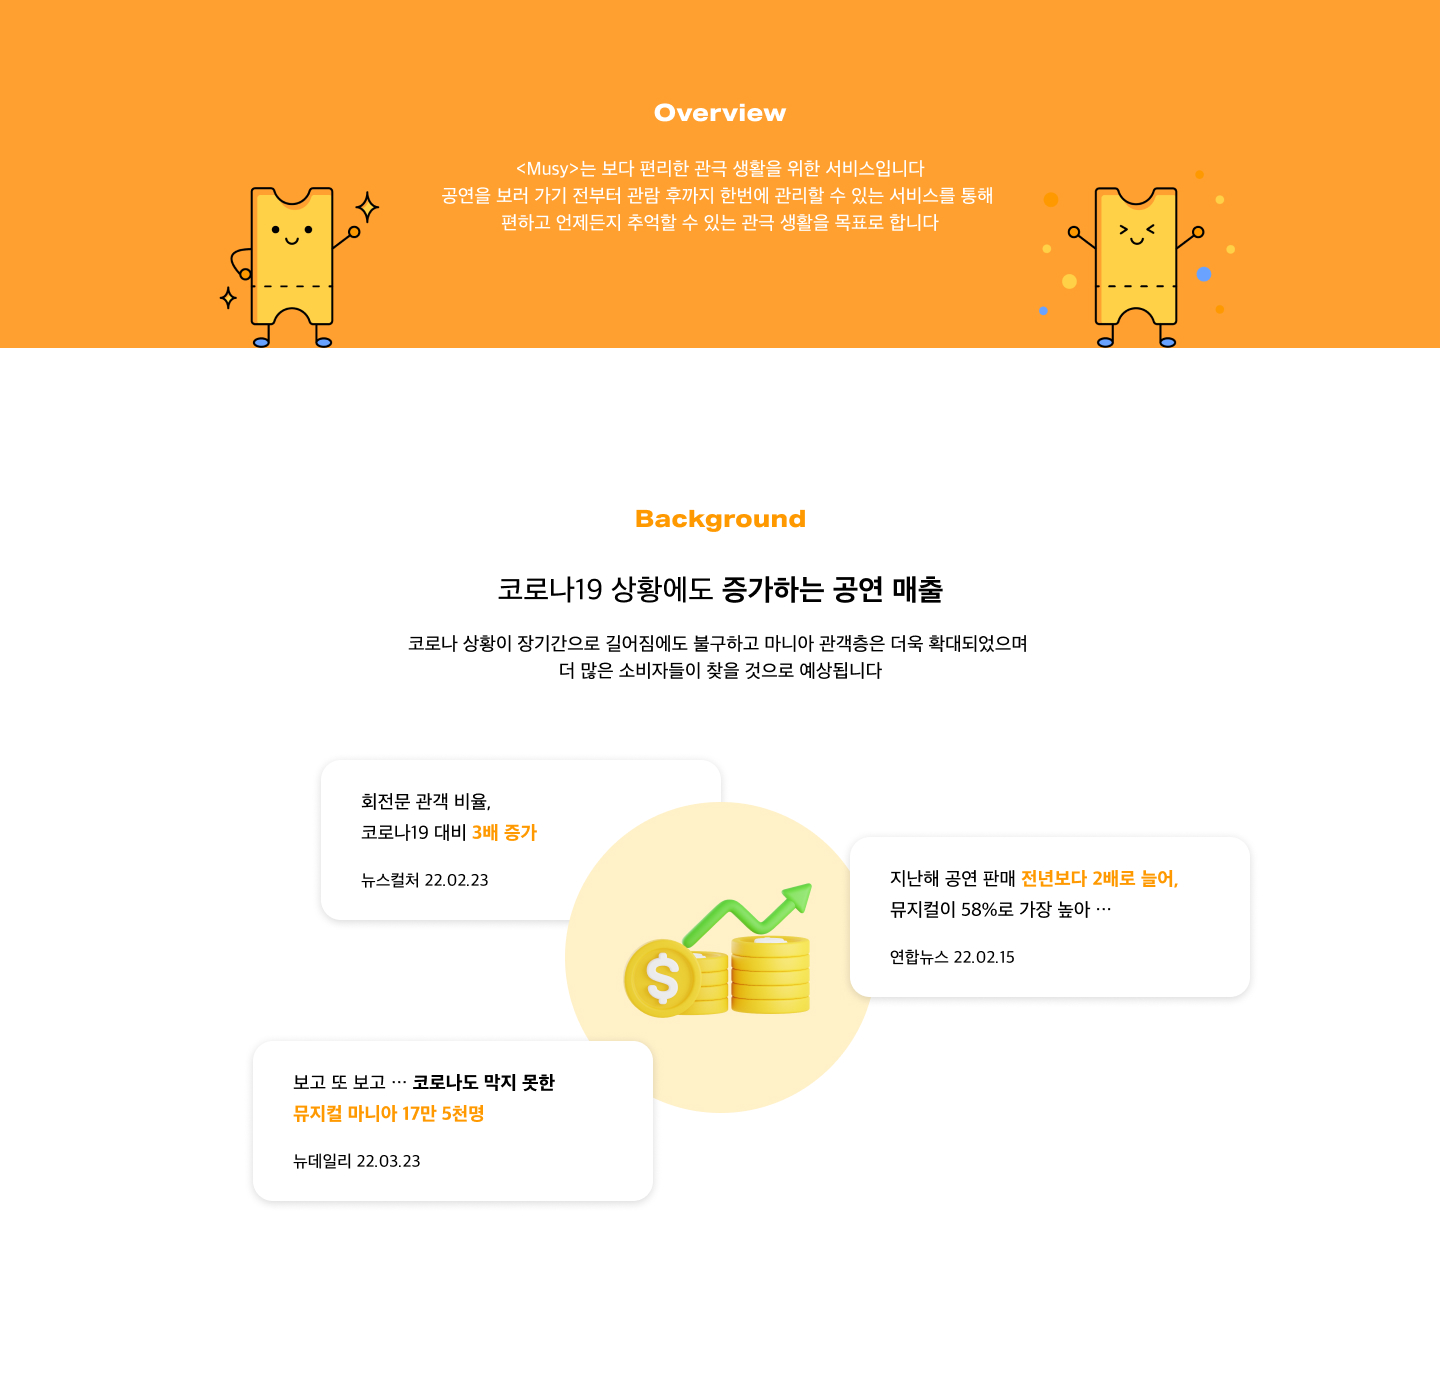 Overview
<Musy>는 보다 편리한 관극 생활을 위한 서비스입니다
공연을 보러 가기 전부터 관람 후까지 한번에 관리할 수 있는 서비스를 통해
편하고 언제든지 추억할 수 있는 관극 생활을 목표로 합니다
Background
코로나19 상황에도 증가하는 공연 매출
코로나 상황이 장기간으로 길어짐에도 불구하고 마니아 관객층은 더욱 확대되었으며
더 많은 소비자들이 찾을 것으로 예상됩니다
회전문 관객 비율,
코로나19 대비 3배 증가
뉴스컬처 22.02.23
지난해 공연 판매 전년보다 2배로 늘어,
뮤지컬이 58%로 가장 높아 …
연합뉴스 22.02.15
$
보고 또 보고 … 코로나도 막지 못한
뮤지컬 마니아 17만 5천명
뉴데일리 22.03.23